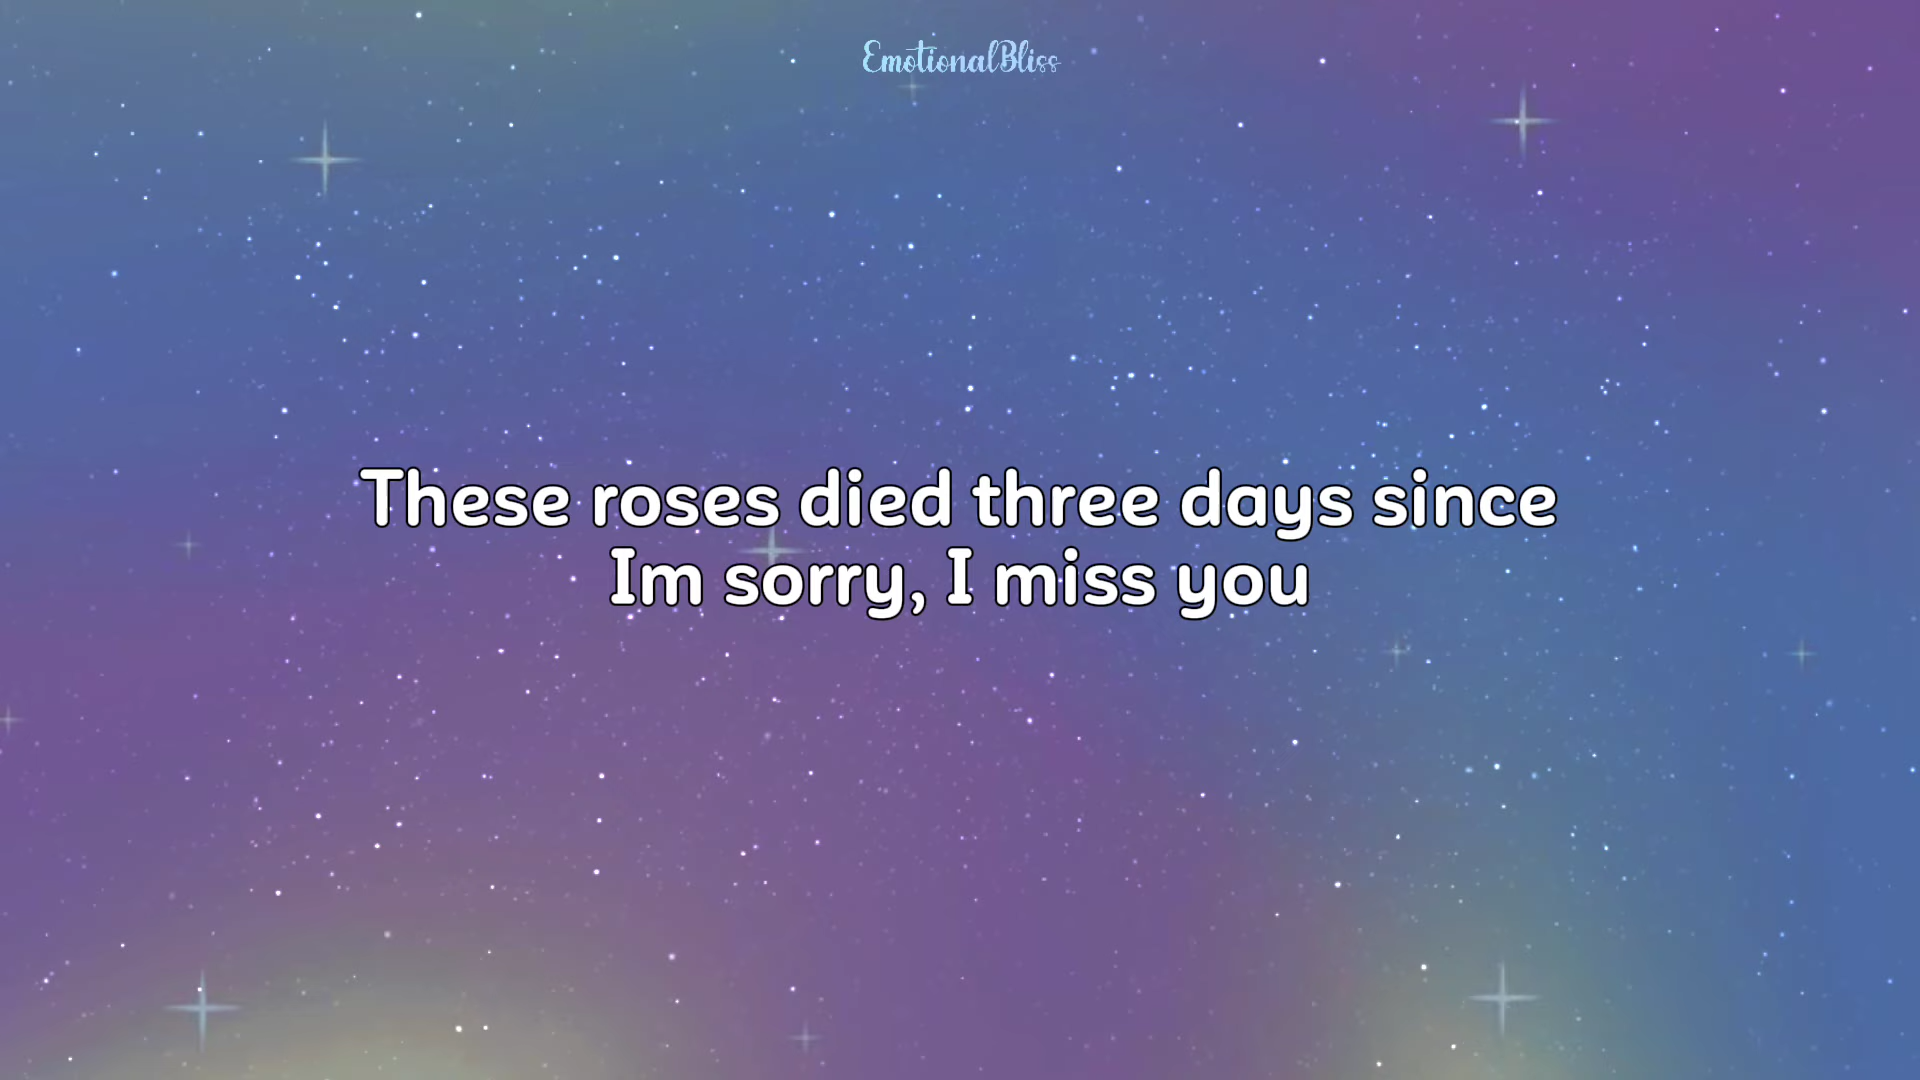 EmotionalBliss
These roses died three days since
Im sorry, I miss you